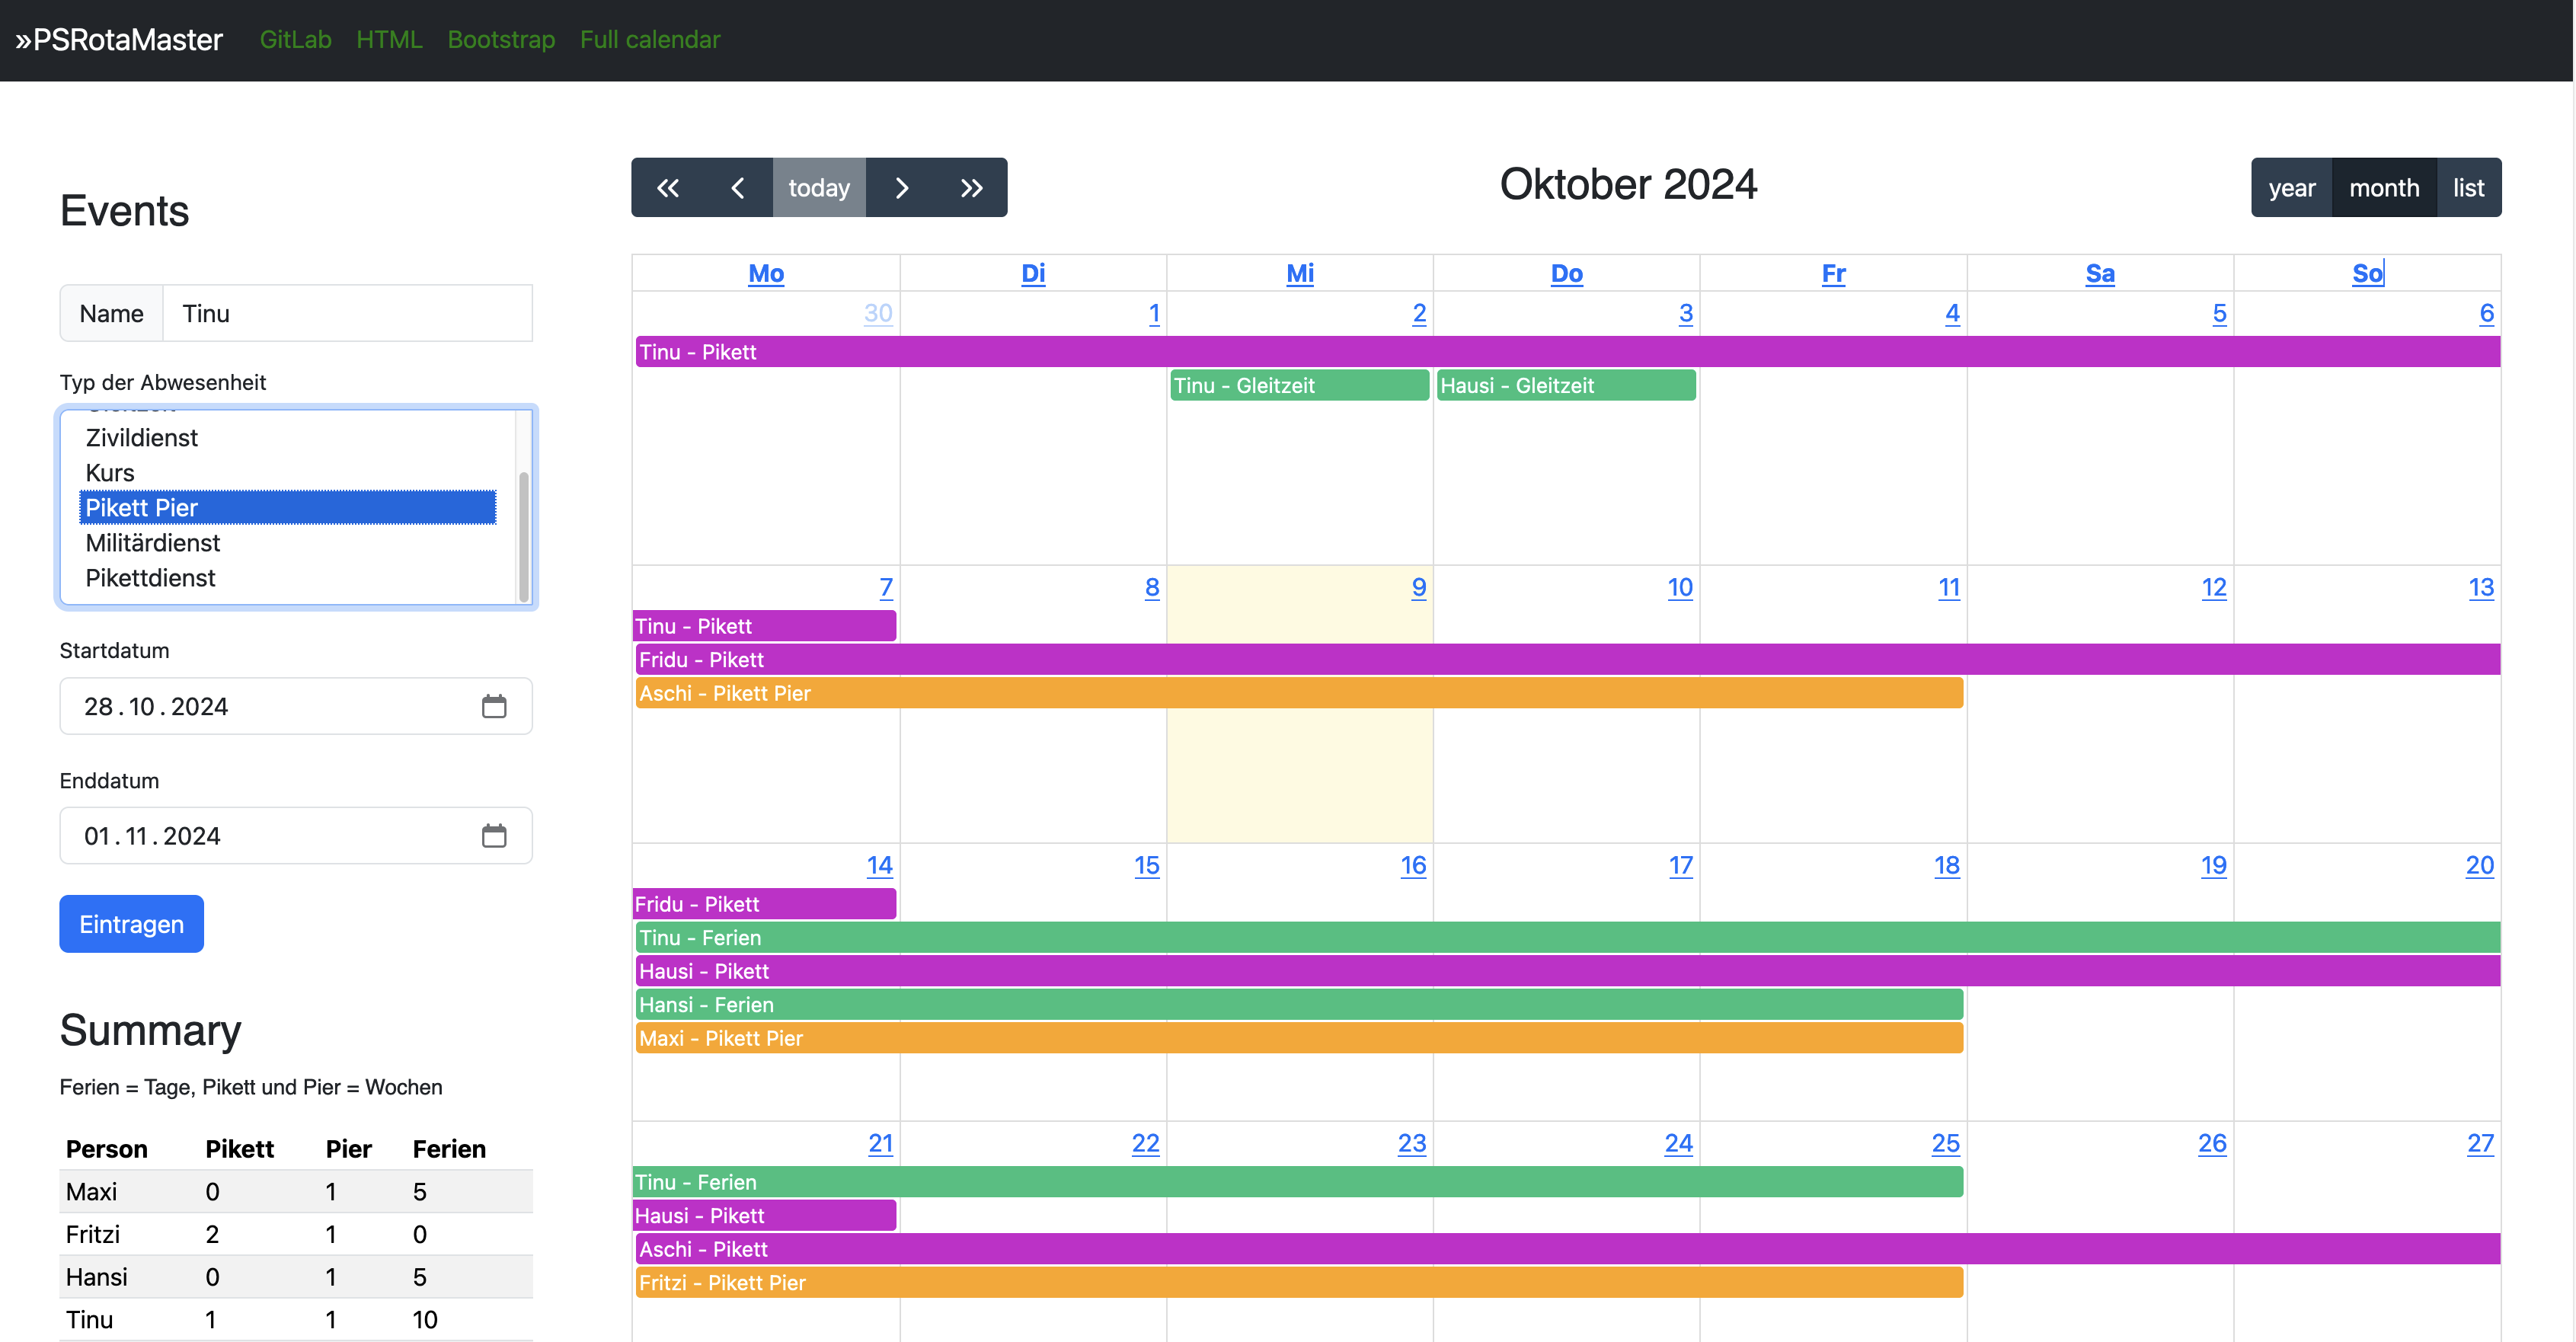 »PSRotaMaster GitLab HTML Bootstrap Full calendar
Events
Name Tinu
Typ der Abwesenheit
Zivildienst
Kurs
Pikett Pier
Militärdienst
Pikettdienst
Startdatum
28.10.2024
Enddatum
01.11.2024
Eintragen
Summary
Ferien = Tage, Pikett und Pier = Wochen
Person Pikett Pier Ferien
Maxi 0 1 5
Fritzi 2 1 0
Hansi 0 1 5
Tinu 1 1 10
today
Oktober 2024
year month list
Mo Di Mi Do Fr Sa So
30 1 2 3 4 5 6
Tinu - Pikett
Tinu - Gleitzeit Hausi - Gleitzeit
7 8 9 10 11 12 13
Tinu - Pikett
Fridu - Pikett
Aschi - Pikett Pier
14 15 16 17 18 19 20
Fridu - Pikett
Tinu - Ferien
Hausi - Pikett
Hansi - Ferien
Maxi - Pikett Pier
21 22 23 24 25 26 27
Tinu - Ferien
Hausi - Pikett
Aschi - Pikett
Fritzi - Pikett Pier